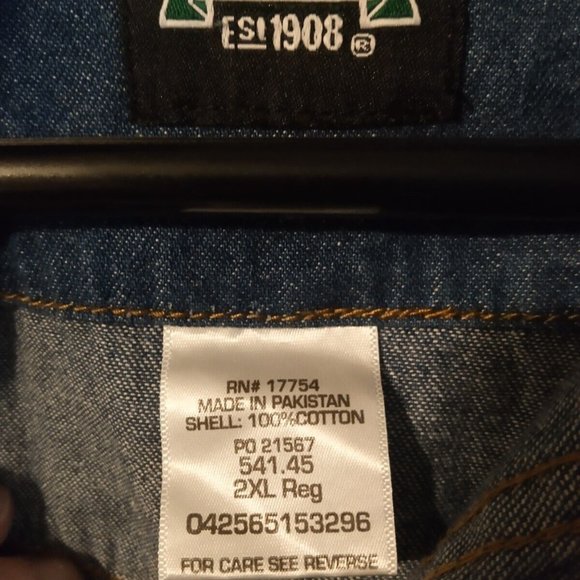 EST 1908 ®
RN# 17754
MADE IN PAKISTAN
SHELL: 100%COTTON
PO 21567
541.45
2XL Reg
042565153296
FOR CARE SEE REVERSE